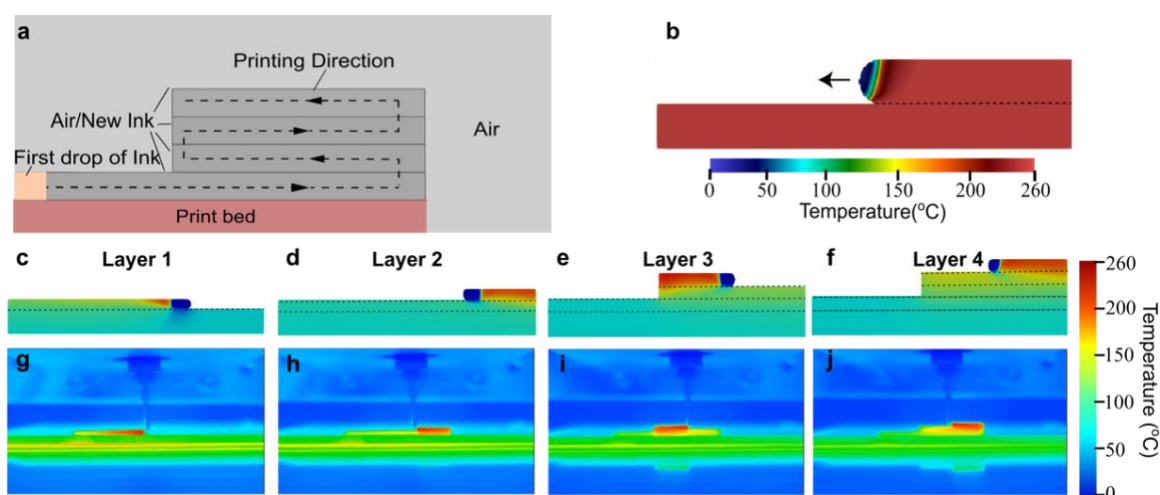 a
Printing Direction
Air/New Ink
Air
First drop of Ink
Print bed
b
0 50 100 150 200 260
Temperature(°C)
c Layer 1
d Layer 2
e Layer 3
f Layer 4
260
200
150
100
50
0
Temperature (°C)
g
h
i
j